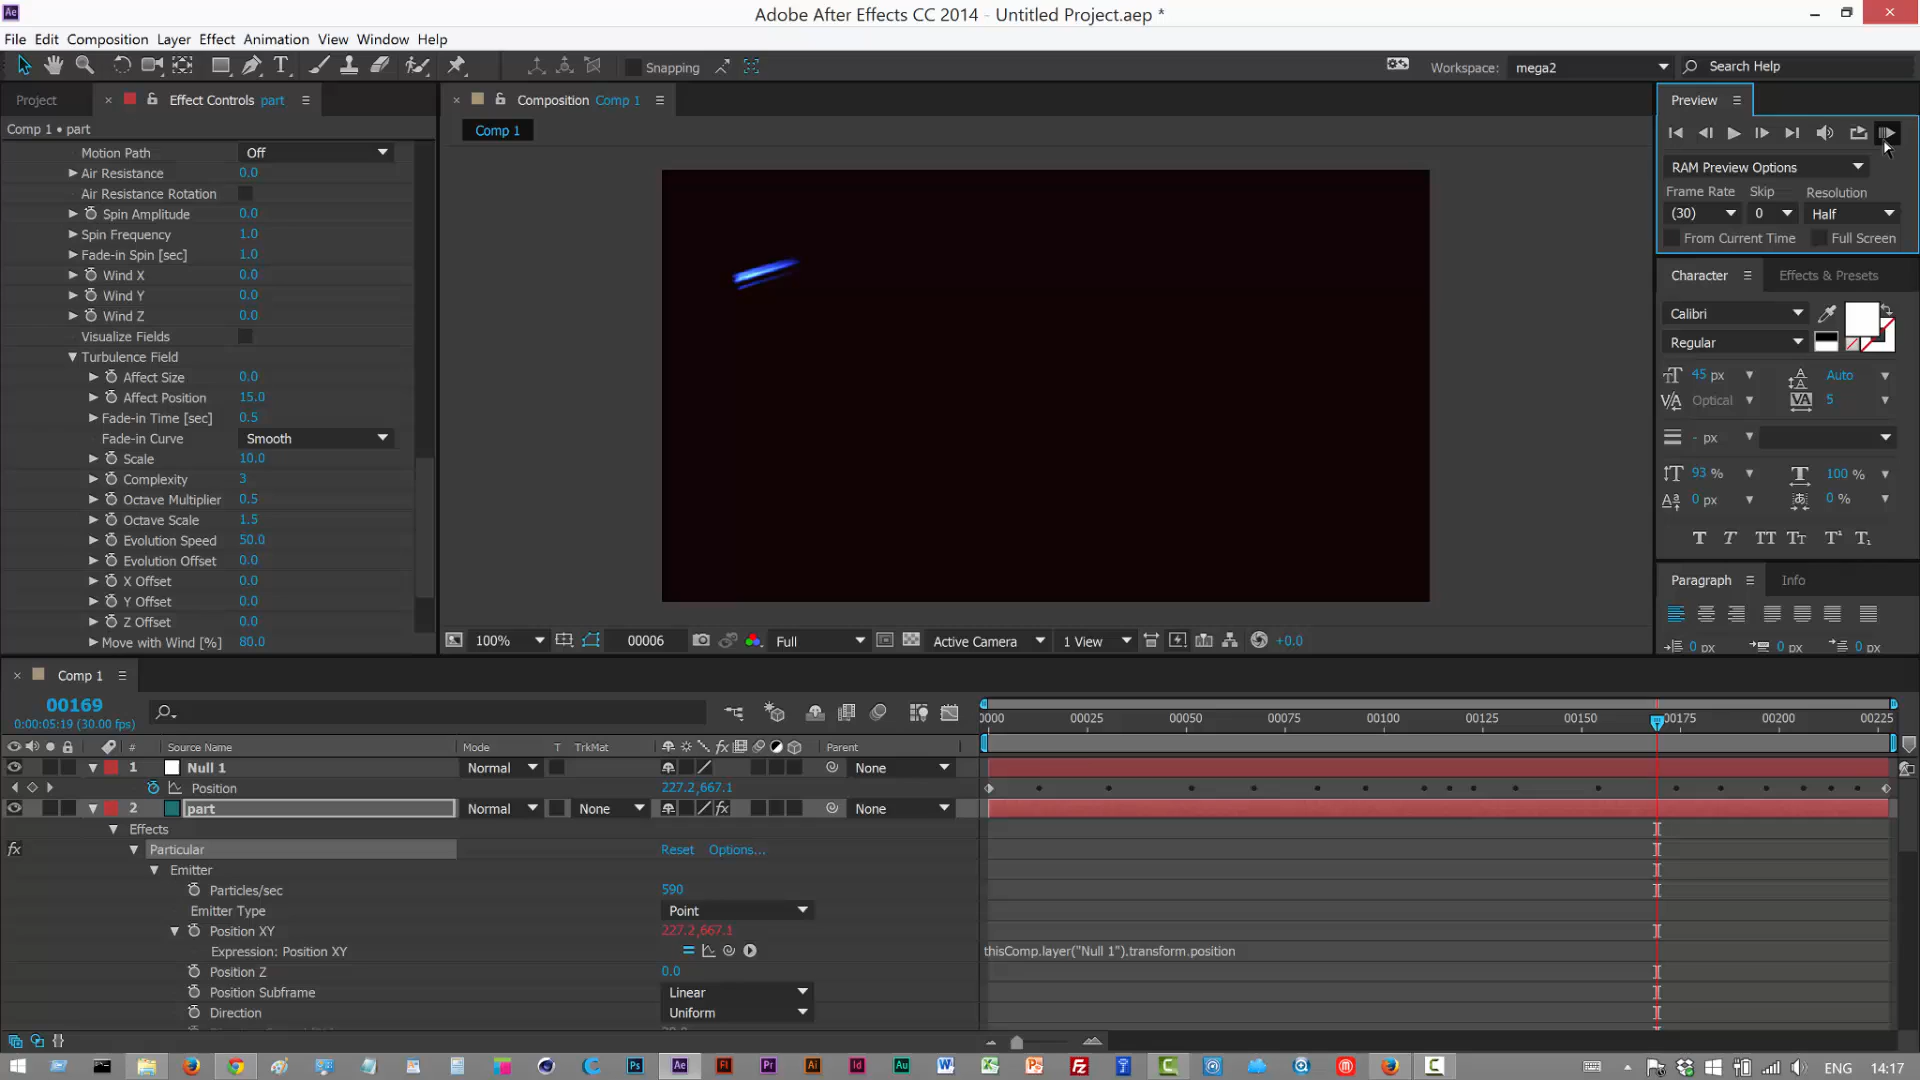 Adobe After Effects CC 2014 - Untitled Project.aep *
File Edit Composition Layer Effect Animation View Window Help
Snapping
Workspace: mega2
Search Help
Project
Effect Controls part
Comp 1 • part
Motion Path Off
Air Resistance 0.0
Air Resistance Rotation
Spin Amplitude 0.0
Spin Frequency 1.0
Fade-in Spin [sec] 1.0
Wind X 0.0
Wind Y 0.0
Wind Z 0.0
Visualize Fields
Turbulence Field
Affect Size 0.0
Affect Position 15.0
Fade-in Time [sec] 0.5
Fade-in Curve Smooth
Scale 10.0
Complexity 3
Octave Multiplier 0.5
Octave Scale 1.5
Evolution Speed 50.0
Evolution Offset 0.0
X Offset 0.0
Y Offset 0.0
Z Offset 0.0
Move with Wind [%] 80.0
Composition Comp 1
Comp 1
100% 00006 Full Active Camera 1 View +0.0
Preview
RAM Preview Options
Frame Rate Skip Resolution
(30) 0 Half
From Current Time Full Screen
Character Effects & Presets
Calibri
Regular
45 px Auto
Optical 5
- px
93 % 100 %
0 px 0 %
T T TT Tt T¹ T₁
Paragraph Info
0 px 0 px 0 px
Comp 1
00169
0:00:05:19 (30.00 fps)
0000 00025 00050 00075 00100 00125 00150 00175 00200 00225
# Source Name Mode T TrkMat Parent
1 Null 1 Normal None
Position 227.2,667.1
2 part Normal None None
Effects
fx Particular Reset Options...
Emitter
Particles/sec 590
Emitter Type Point
Position XY 227.2,667.1
Expression: Position XY thisComp.layer("Null 1").transform.position
Position Z 0.0
Position Subframe Linear
Direction Uniform
ENG 14:17